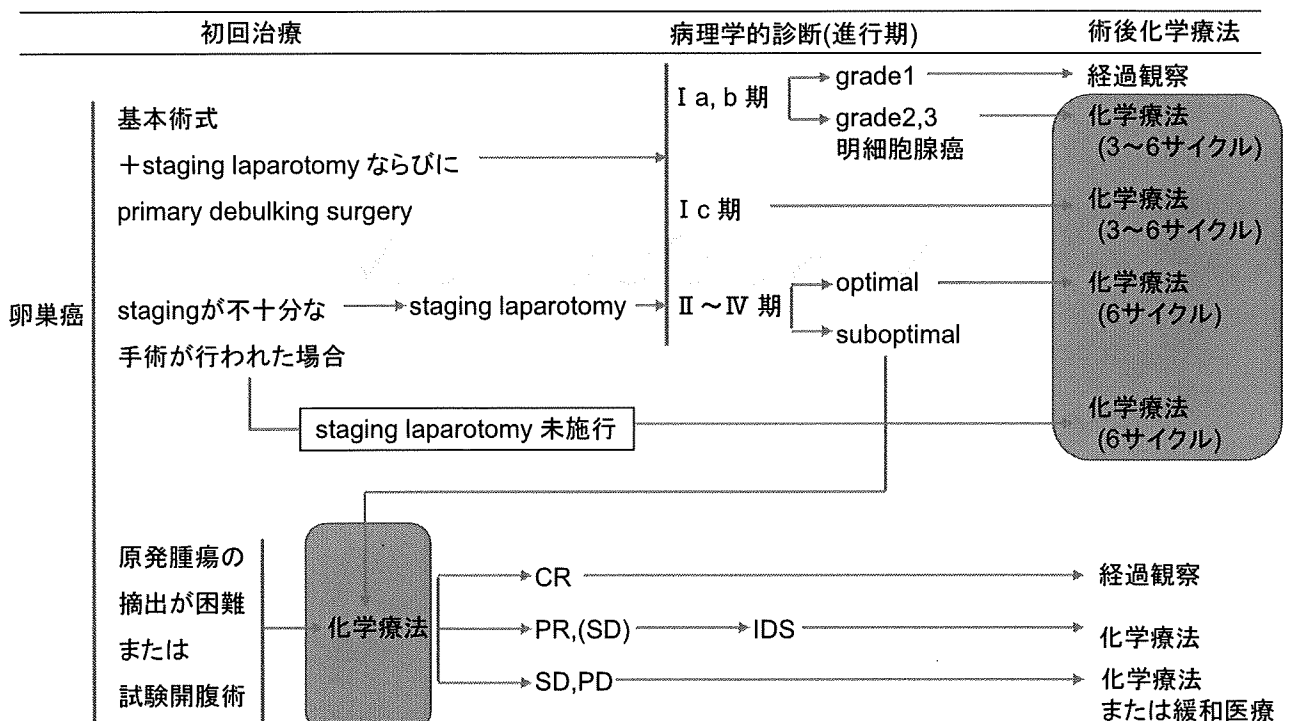 初回治療
病理学的診断(進行期)
術後化学療法
卵巣癌
基本術式
＋staging laparotomy ならびに
primary debulking surgery
Ⅰ a, b 期
grade1
経過観察
grade2,3
明細胞腺癌
化学療法
(3〜6サイクル)
Ⅰ c 期
化学療法
(3〜6サイクル)
stagingが不十分な
手術が行われた場合
staging laparotomy
Ⅱ 〜 Ⅳ 期
optimal
化学療法
(6サイクル)
suboptimal
staging laparotomy 未施行
化学療法
(6サイクル)
原発腫瘍の
摘出が困難
または
試験開腹術
化学療法
CR
経過観察
PR,(SD)
IDS
化学療法
SD,PD
化学療法
または緩和医療